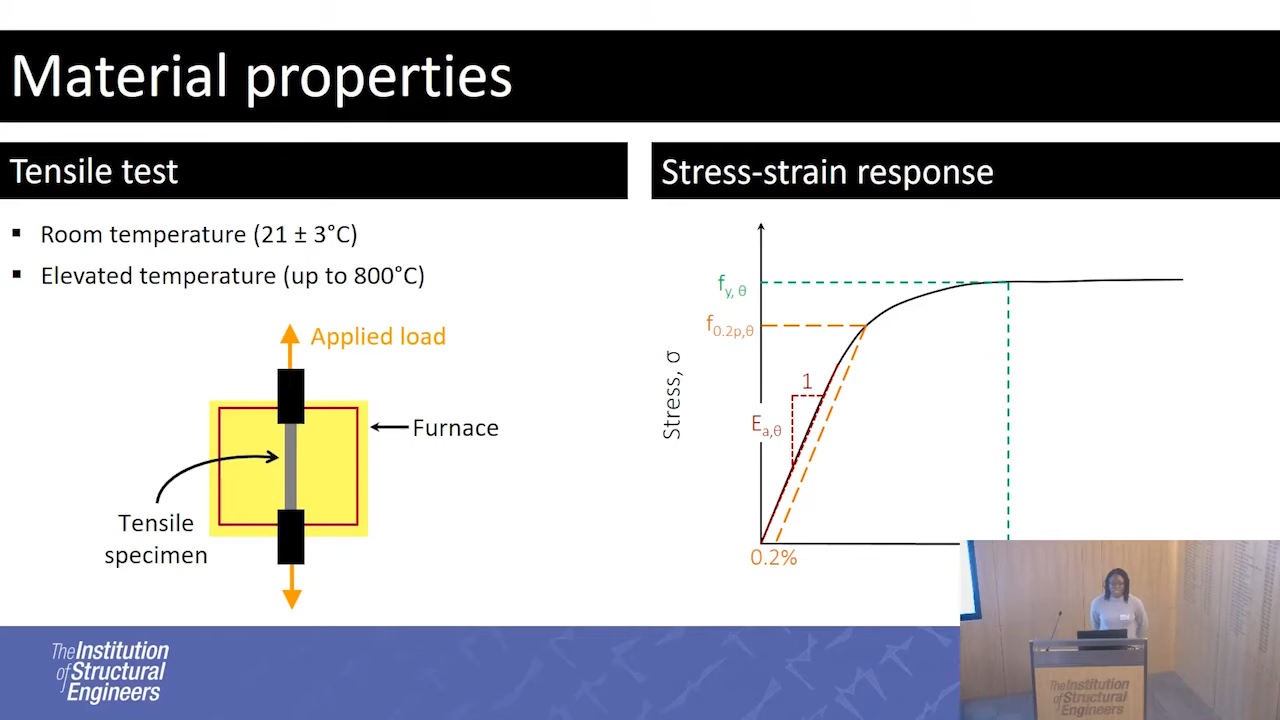 Material properties
Tensile test
▪ Room temperature (21 ± 3°C)
▪ Elevated temperature (up to 800°C)
Applied load
Furnace
Tensile
specimen
Stress-strain response
f_y, θ
f_0.2p,θ
Stress, σ
1
E_a,θ
0.2%
The Institution
of Structural
Engineers
The Institution
of Structural
Engineers